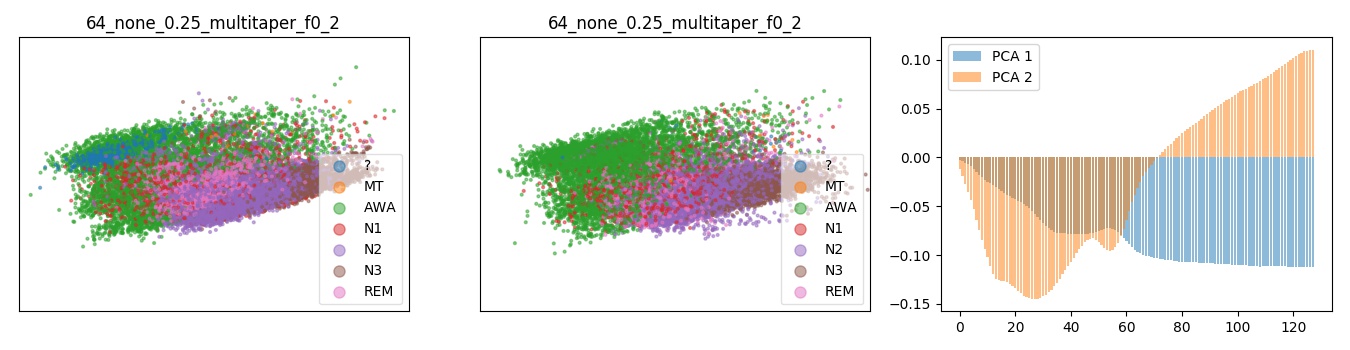 64_none_0.25_multitaper_f0_2
?
MT
AWA
N1
N2
N3
REM
64_none_0.25_multitaper_f0_2
?
MT
AWA
N1
N2
N3
REM
PCA 1
PCA 2
0.10
0.05
0.00
−0.05
−0.10
−0.15
0 20 40 60 80 100 120